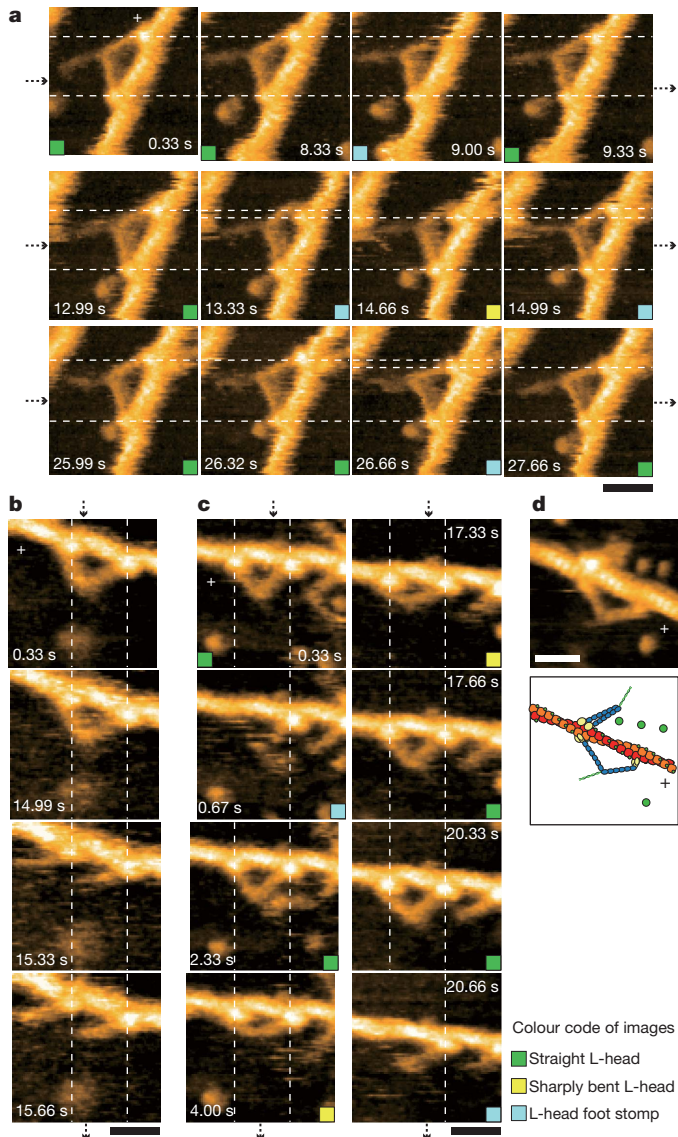 a
+
0.33 s
8.33 s
9.00 s
9.33 s
12.99 s
13.33 s
14.66 s
14.99 s
25.99 s
26.32 s
26.66 s
27.66 s
b
+
0.33 s
14.99 s
15.33 s
15.66 s
c
+
0.33 s
17.33 s
0.67 s
17.66 s
2.33 s
20.33 s
4.00 s
20.66 s
d
+
+
Colour code of images
Straight L-head
Sharply bent L-head
L-head foot stomp